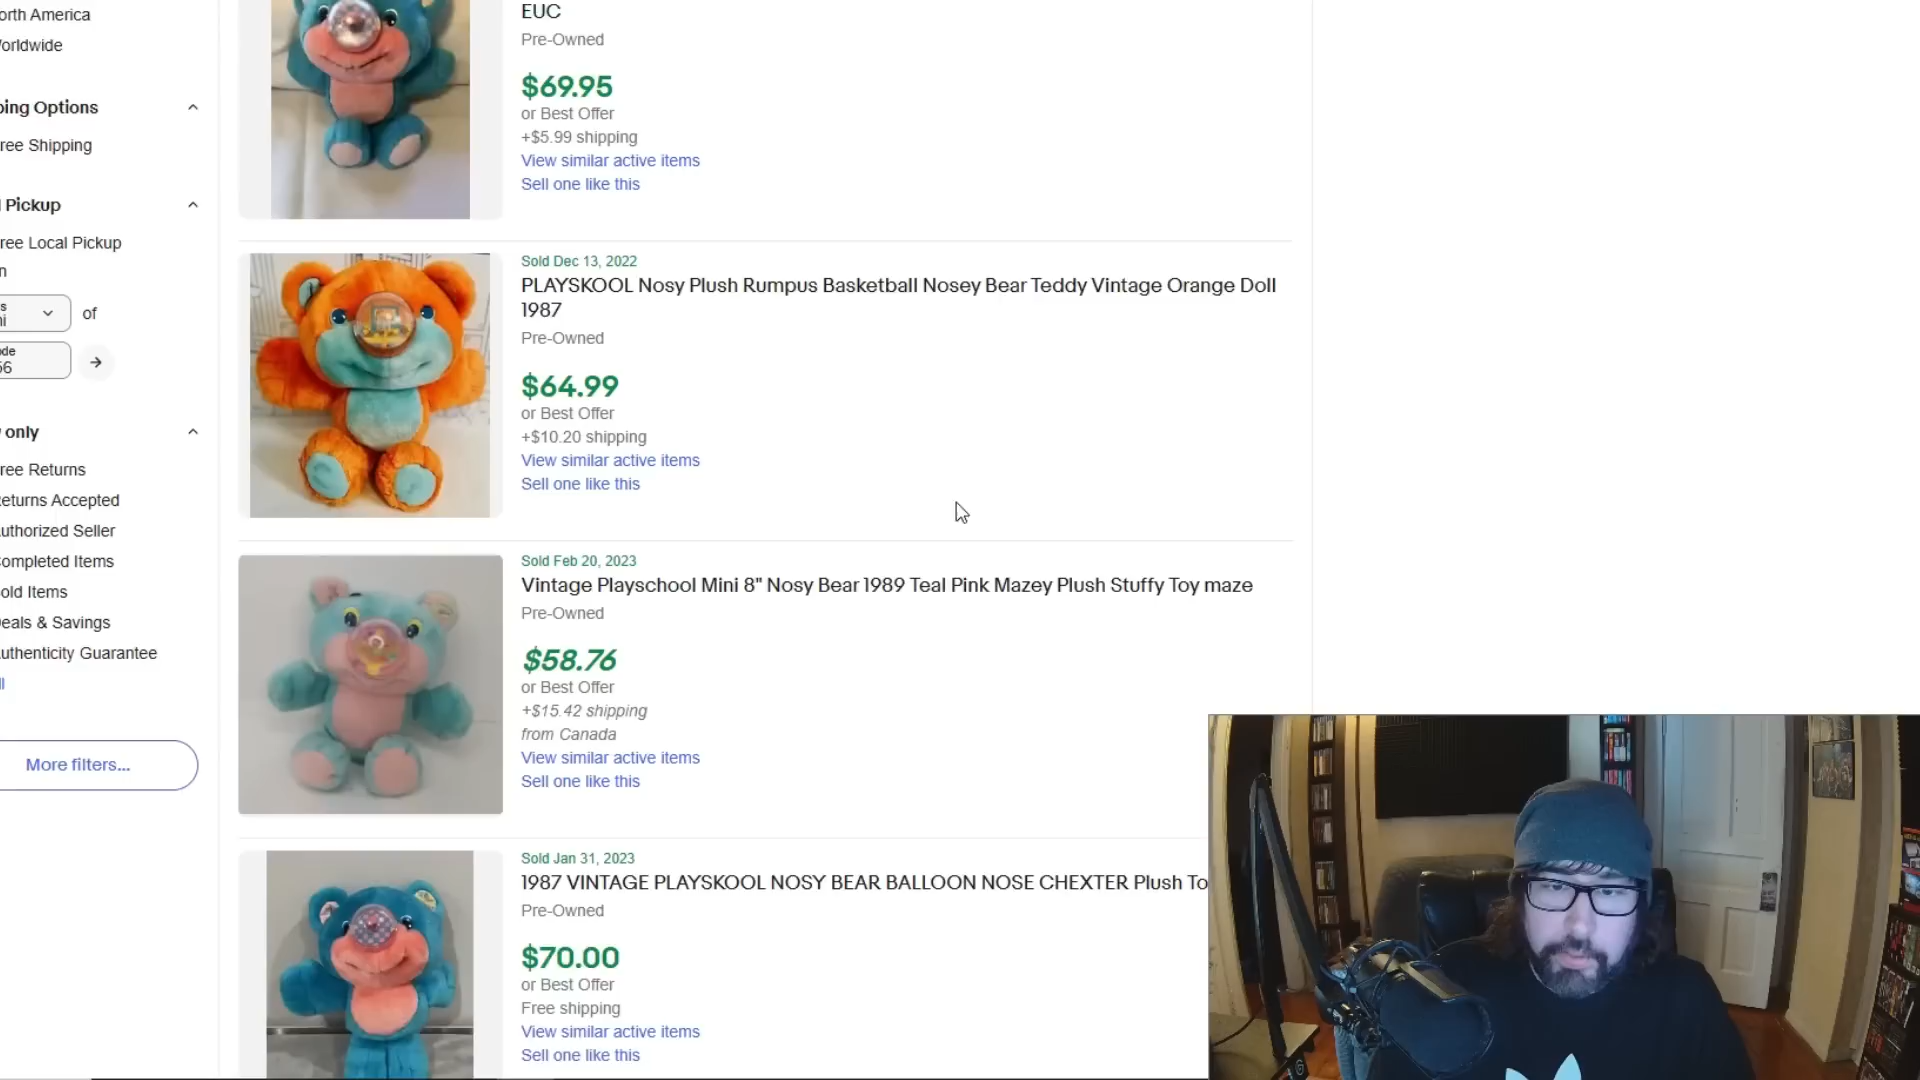 orth America
orldwide
ping Options
ree Shipping
l Pickup
ree Local Pickup
n
s
ni
of
ode
56
only
ree Returns
eturns Accepted
uthorized Seller
ompleted Items
old Items
eals & Savings
uthenticity Guarantee
ll
More filters...
EUC
Pre-Owned
$69.95
or Best Offer
+$5.99 shipping
View similar active items
Sell one like this
Sold Dec 13, 2022
PLAYSKOOL Nosy Plush Rumpus Basketball Nosey Bear Teddy Vintage Orange Doll
1987
Pre-Owned
$64.99
or Best Offer
+$10.20 shipping
View similar active items
Sell one like this
Sold Feb 20, 2023
Vintage Playschool Mini 8" Nosy Bear 1989 Teal Pink Mazey Plush Stuffy Toy maze
Pre-Owned
$58.76
or Best Offer
+$15.42 shipping
from Canada
View similar active items
Sell one like this
Sold Jan 31, 2023
1987 VINTAGE PLAYSKOOL NOSY BEAR BALLOON NOSE CHEXTER Plush To
Pre-Owned
$70.00
or Best Offer
Free shipping
View similar active items
Sell one like this